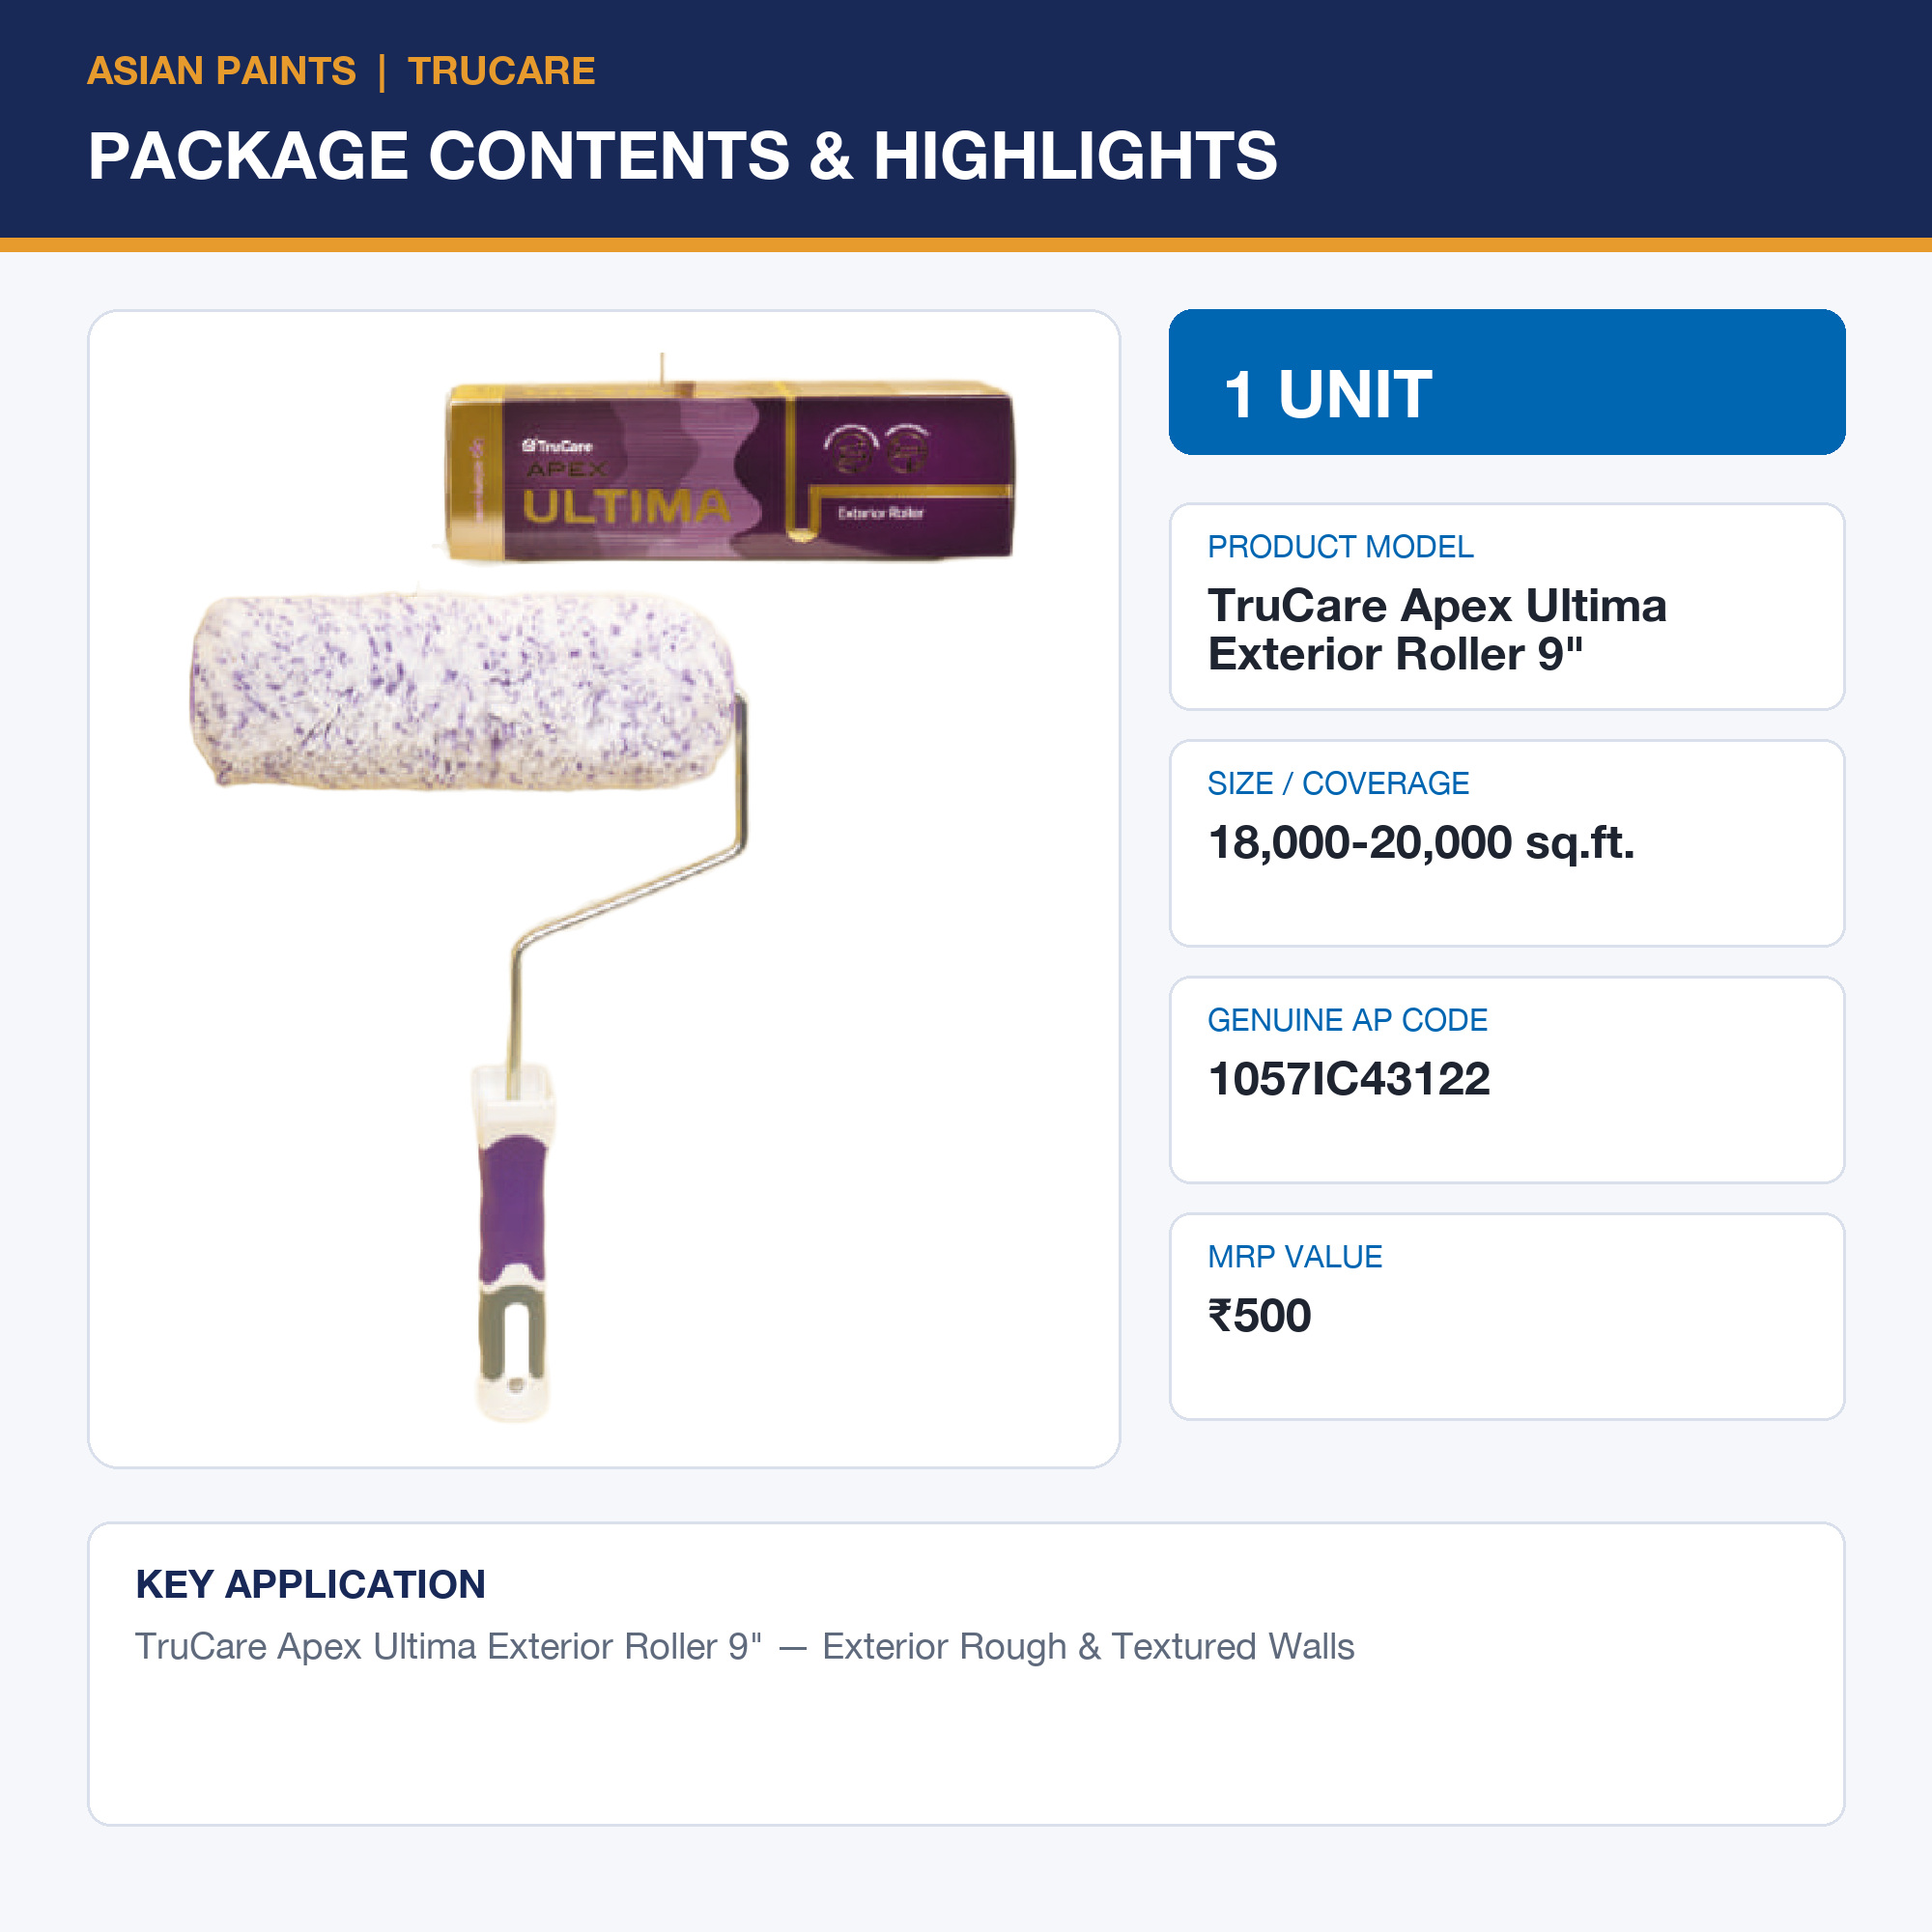 ASIAN PAINTS | TRUCARE
PACKAGE CONTENTS & HIGHLIGHTS
TruCare
APEX
ULTIMA
Exterior Roller
1 UNIT
PRODUCT MODEL
TruCare Apex Ultima
Exterior Roller 9"
SIZE / COVERAGE
18,000-20,000 sq.ft.
GENUINE AP CODE
1057IC43122
MRP VALUE
₹500
KEY APPLICATION
TruCare Apex Ultima Exterior Roller 9" — Exterior Rough & Textured Walls